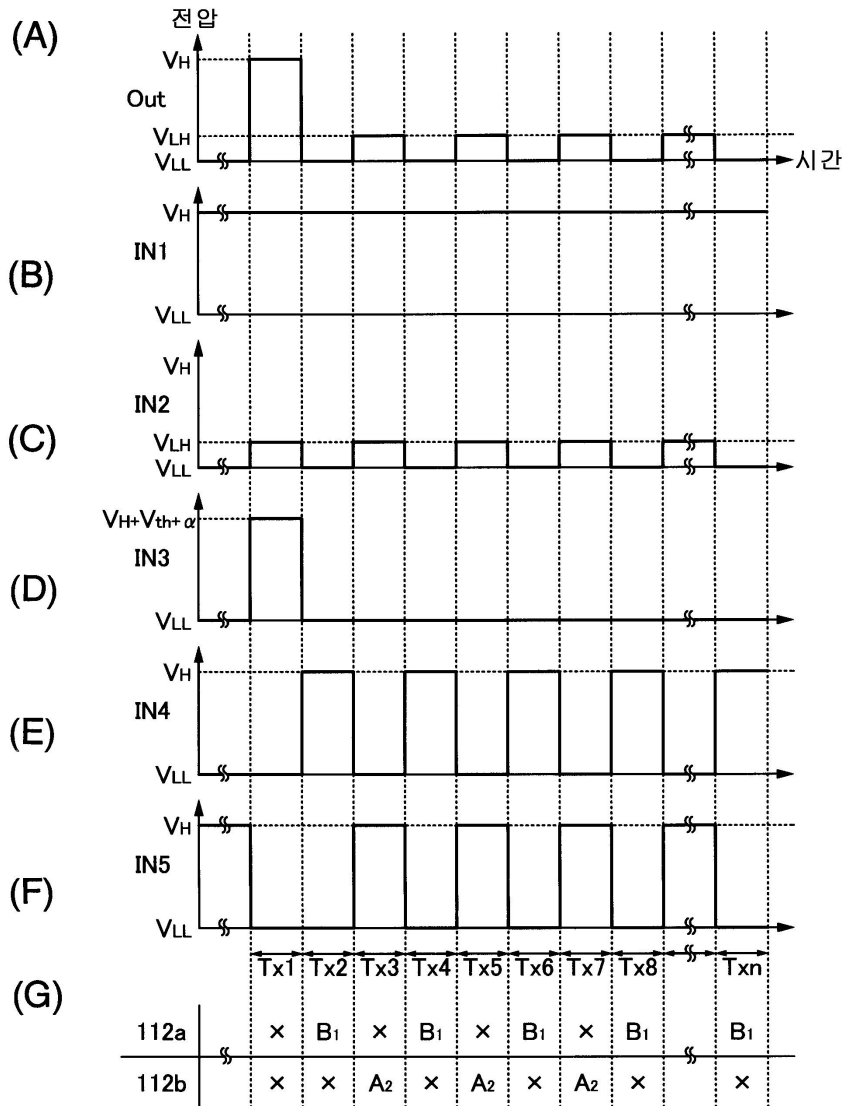 전압
(A)
VH
Out
VLH
VLL
시간
VH
IN1
(B)
VLL
VH
IN2
(C)
VLH
VLL
VH+Vth+α
IN3
(D)
VLL
VH
IN4
(E)
VLL
VH
IN5
(F)
VLL
Tx1 Tx2 Tx3 Tx4 Tx5 Tx6 Tx7 Tx8 Txn
(G)
112a × B1 × B1 × B1 × B1 B1
112b × × A2 × A2 × A2 × ×